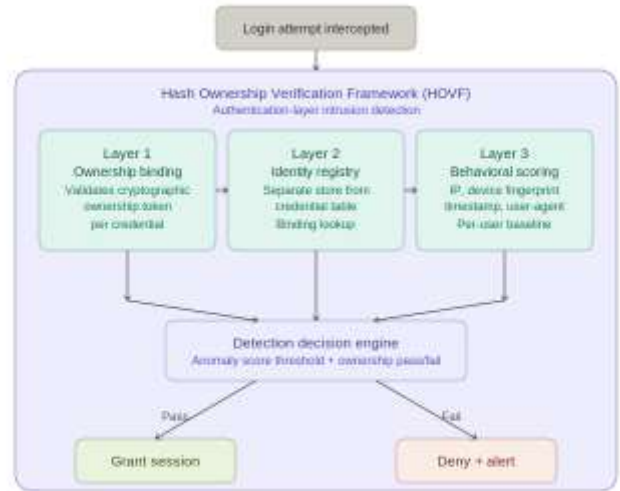 Login attempt intercepted
Hash Ownership Verification Framework (HOVF)
Authentication-layer intrusion detection
Layer 1
Ownership binding
Validates cryptographic
ownership token
per credential
Layer 2
Identity registry
Separate store from
credential table
Binding lookup
Layer 3
Behavioral scoring
IP, device fingerprint
timestamp, user-agent
Per-user baseline
Detection decision engine
Anomaly score threshold + ownership pass/fail
Pass
Fail
Grant session
Deny + alert